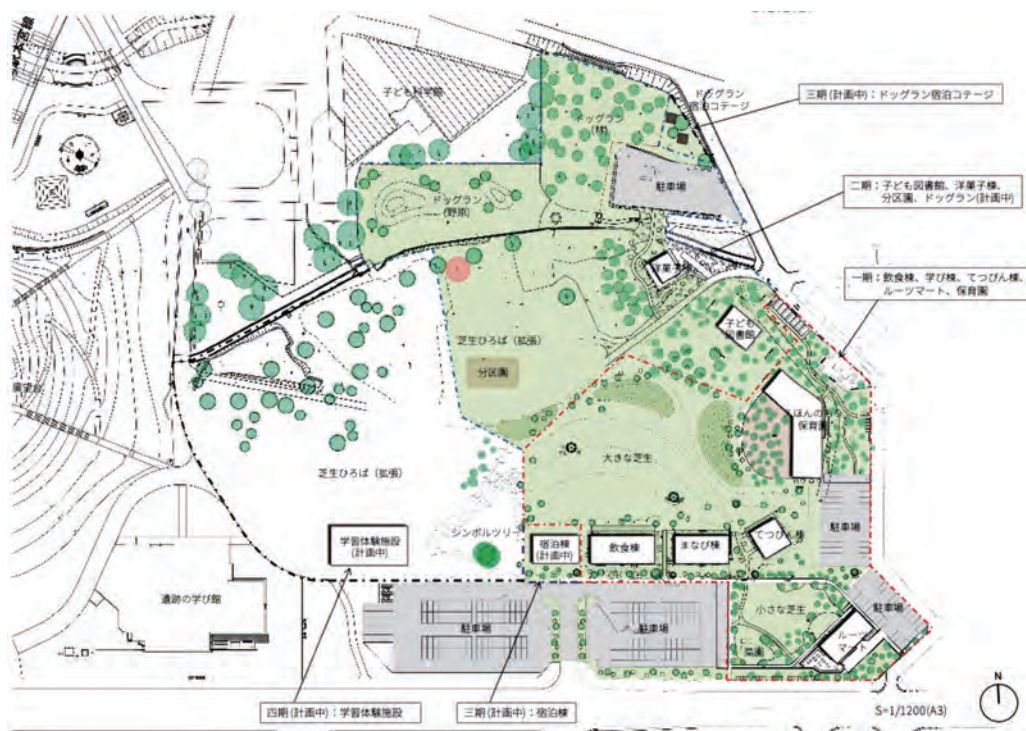 子ども科学館
ドッグラン
(林)
ドッグラン
宿泊コテージ
三期(計画中)：ドッグラン宿泊コテージ
駐車場
ドッグラン
(野原)
二期：子ども図書館、洋菓子棟、
分区園、ドッグラン(計画中)
洋菓子棟
一期：飲食棟、学び棟、てつびん棟、
ルーツマート、保育園
子ども
図書館
芝生ひろば（拡張）
分区園
えほんのもり
保育園
大きな芝生
芝生ひろば（拡張）
駐車場
シンボルツリー
学習体験施設
(計画中)
宿泊棟
(計画中)
飲食棟
まなび棟
てつびん棟
遺跡の学び館
小さな芝生
駐車場
駐車場
駐車場
菜園
ルーツ
マート
四期(計画中)：学習体験施設
三期(計画中)：宿泊棟
N
S=1/1200(A3)